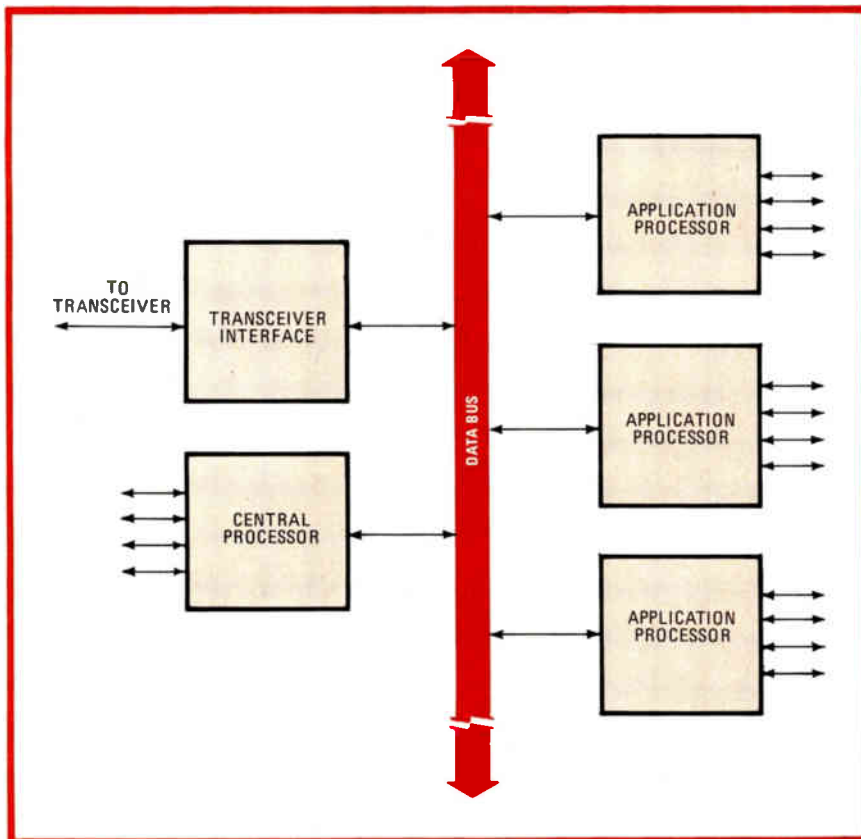 TO
TRANSCEIVER
TRANSCEIVER
INTERFACE
CENTRAL
PROCESSOR
DATA BUS
APPLICATION
PROCESSOR
APPLICATION
PROCESSOR
APPLICATION
PROCESSOR